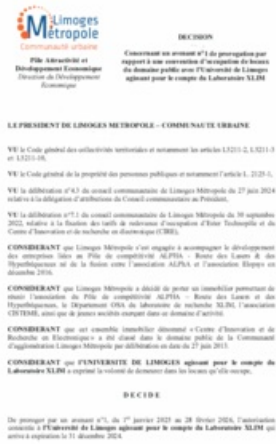 Limoges
Métropole
Communauté urbaine
Pôle Attractivité et
Développement Economique
Direction du Développement
Economique
DECISION
Concernant un avenant n°1 de prorogation par
rapport à une convention d'occupation de locaux
du domaine public avec l'Université de Limoges
agissant pour le compte du Laboratoire XLIM
LE PRESIDENT DE LIMOGES METROPOLE – COMMUNAUTE URBAINE
VU le Code général des collectivités territoriales et notamment les articles L5211-2, L5211-9
et L5211-10,
VU le Code général de la propriété des personnes publiques et notamment l'article L. 2125-1,
VU la délibération n°4.3 du conseil communautaire de Limoges Métropole du 27 juin 2024
relative à la délégation d'attributions du Conseil communautaire au Président,
VU la délibération n°7.1 du conseil communautaire de Limoges Métropole du 30 septembre
2022, relative à la fixation des tarifs de redevance d'occupation d'Ester Technopole et du
Centre d'Innovation et de recherche en électronique (CIRE),
CONSIDERANT que Limoges Métropole s'est engagée à accompagner le développement
des entreprises liées au Pôle de compétitivité ALPHA - Route des Lasers & des
Hyperfréquences né de la fusion entre l'association ALPHA et l'association Elopsys en
décembre 2016.
CONSIDERANT que Limoges Métropole a décidé de porter un immobilier permettant de
réunir l'association du Pôle de compétitivité ALPHA – Route des Lasers et des
Hyperfréquences, le Département OSA du laboratoire de recherche XLIM, l'association
CISTEME, ainsi que de jeunes sociétés exerçant dans ce domaine d'activité.
CONSIDERANT que cet ensemble immobilier dénommé « Centre d'Innovation et de
Recherche en Electronique » a été classé dans le domaine public de la Communauté
d'agglomération Limoges Métropole par délibération en date du 27 juin 2013.
CONSIDERANT que l'UNIVERSITE DE LIMOGES agissant pour le compte du
Laboratoire XLIM a exprimé la volonté de demeurer dans les locaux qu'elle occupe,
DECIDE
De proroger par un avenant n°1, du 1er janvier 2025 au 28 février 2024, l'autorisation
consentie à l'Université de Limoges agissant pour le compte du Laboratoire XLIM qui
arrive à expiration le 31 décembre 2024.